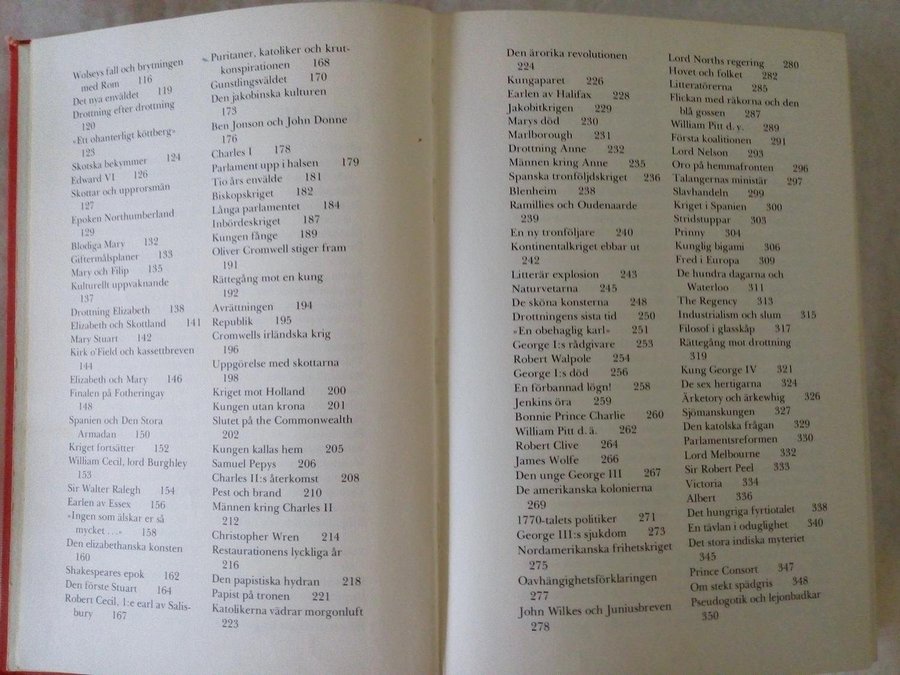 Wolseys fall och brytningen
med Rom 116
Det nya enväldet 119
Drottning efter drottning
120
»Ett ohanterligt köttberg»
123
Skotska bekymmer 124
Edward VI 126
Skottar och upprorsmän
127
Epoken Northumberland
129
Blodiga Mary 132
Giftermålsplaner 133
Mary och Filip 135
Kulturellt uppvaknande
137
Drottning Elizabeth 138
Elizabeth och Skottland 141
Mary Stuart 142
Kirk o'Field och kassettbreven
144
Elizabeth och Mary 146
Finalen på Fotheringay
148
Spanien och Den Stora
Armadan 150
Kriget fortsätter 152
William Cecil, lord Burghley
153
Sir Walter Ralegh 154
Earlen av Essex 156
»Ingen som älskar er så
mycket ...» 158
Den elizabethanska konsten
160
Shakespeares epok 162
Den förste Stuart 164
Robert Cecil, 1:e earl av Salis-
bury 167
Puritaner, katoliker och krut-
konspirationen 168
Gunstlingsväldet 170
Den jakobinska kulturen
173
Ben Jonson och John Donne
176
Charles I 178
Parlament upp i halsen 179
Tio års envälde 181
Biskopskriget 182
Långa parlamentet 184
Inbördeskriget 187
Kungen fånge 189
Oliver Cromwell stiger fram
191
Rättegång mot en kung
192
Avrättningen 194
Republik 195
Cromwells irländska krig
196
Uppgörelse med skottarna
198
Kriget mot Holland 200
Kungen utan krona 201
Slutet på the Commonwealth
202
Kungen kallas hem 205
Samuel Pepys 206
Charles II:s återkomst 208
Pest och brand 210
Männen kring Charles II
212
Christopher Wren 214
Restaurationens lyckliga år
216
Den papistiska hydran 218
Papist på tronen 221
Katolikerna vädrar morgonluft
223
Den ärorika revolutionen
224
Kungaparet 226
Earlen av Halifax 228
Jakobitkrigen 229
Marys död 230
Marlborough 231
Drottning Anne 232
Männen kring Anne 235
Spanska tronföljdskriget 236
Blenheim 238
Ramillies och Oudenaarde
239
En ny tronföljare 240
Kontinentalkriget ebbar ut
242
Litterär explosion 243
Naturvetarna 245
De sköna konsterna 248
Drottningens sista tid 250
»En obehaglig karl» 251
George I:s rådgivare 253
Robert Walpole 254
George I:s död 256
En förbannad lögn! 258
Jenkins öra 259
Bonnie Prince Charlie 260
William Pitt d.ä. 262
Robert Clive 264
James Wolfe 266
Den unge George III 267
De amerikanska kolonierna
269
1770-talets politiker 271
George III:s sjukdom 273
Nordamerikanska frihetskriget
275
Oavhängighetsförklaringen
277
John Wilkes och Juniusbreven
278
Lord Norths regering 280
Hovet och folket 282
Litteratörerna 285
Flickan med räkorna och den
blå gossen 287
William Pitt d.y. 289
Första koalitionen 291
Lord Nelson 293
Oro på hemmafronten 296
Talangernas ministär 297
Slavhandeln 299
Kriget i Spanien 300
Stridstuppar 303
Prinny 304
Kunglig bigami 306
Fred i Europa 309
De hundra dagarna och
Waterloo 311
The Regency 313
Industrialism och slum 315
Filosof i glasskåp 317
Rättegång mot drottning
319
Kung George IV 321
De sex hertigarna 324
Ärketory och ärkewhig 326
Sjömanskungen 327
Den katolska frågan 329
Parlamentsreformen 330
Lord Melbourne 332
Sir Robert Peel 333
Victoria 334
Albert 336
Det hungriga fyrtiotalet 338
En tävlan i oduglighet 340
Det stora indiska myteriet
345
Prince Consort 347
Om stekt spädgris 348
Pseudogotik och lejonbadkar
350